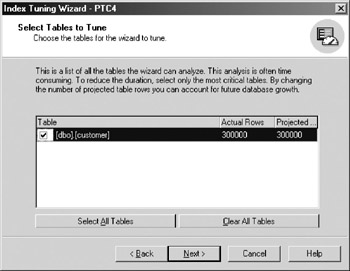 Index Tuning Wizard - PTC4
Select Tables to Tune
Choose the tables for the wizard to tune.
This is a list of all the tables the wizard can analyze. This analysis is often time
consuming. To reduce the duration, select only the most critical tables. By changing
the number of projected table rows you can account for future database growth.
Table Actual Rows Projected ...
[dbo].[customer] 300000 300000
Select All Tables Clear All Tables
< Back Next > Cancel Help